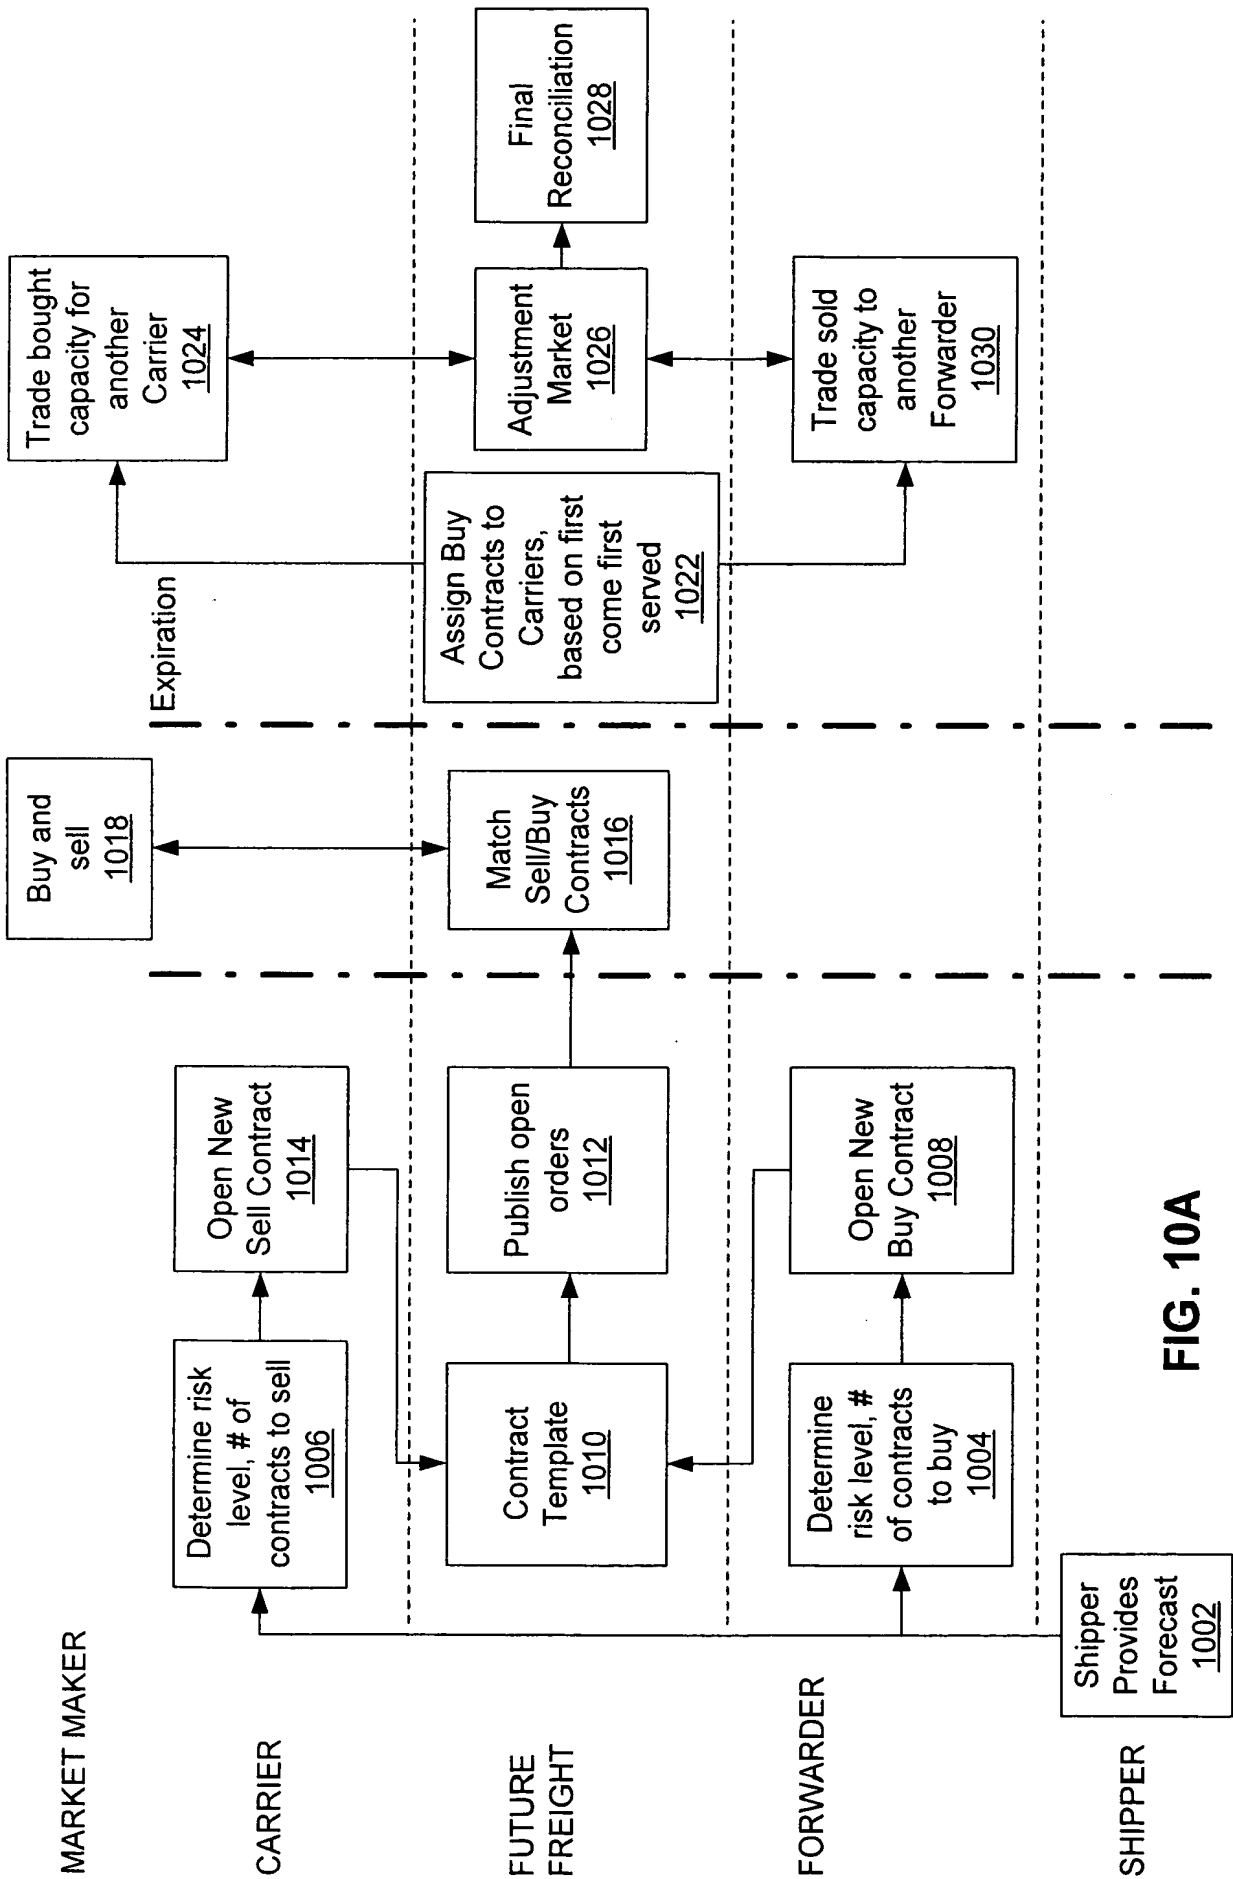 MARKET MAKER
Buy and
sell
1018
Trade bought
capacity for
another
Carrier
1024
Expiration
CARRIER
Determine risk
level, # of
contracts to sell
1006
Open New
Sell Contract
1014
FUTURE
FREIGHT
Contract
Template
1010
Publish open
orders
1012
Match
Sell/Buy
Contracts
1016
Assign Buy
Contracts to
Carriers,
based on first
come first
served
1022
Adjustment
Market
1026
Final
Reconciliation
1028
FORWARDER
Determine
risk level, #
of contracts
to buy
1004
Open New
Buy Contract
1008
Trade sold
capacity to
another
Forwarder
1030
SHIPPER
Shipper
Provides
Forecast
1002
FIG. 10A